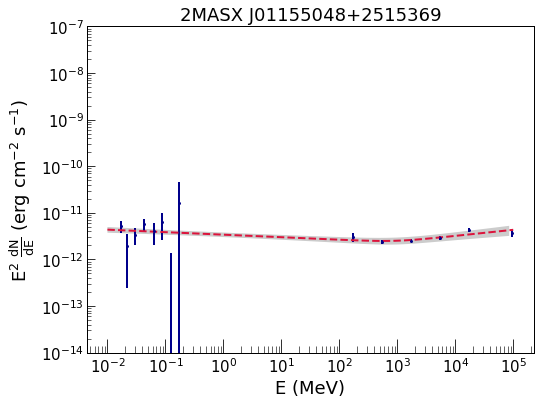 2MASX J01155048+2515369
10⁻⁷
10⁻⁸
10⁻⁹
10⁻¹⁰
10⁻¹¹
10⁻¹²
10⁻¹³
10⁻¹⁴
E² dN/dE (erg cm⁻² s⁻¹)
10⁻² 10⁻¹ 10⁰ 10¹ 10² 10³ 10⁴ 10⁵
E (MeV)